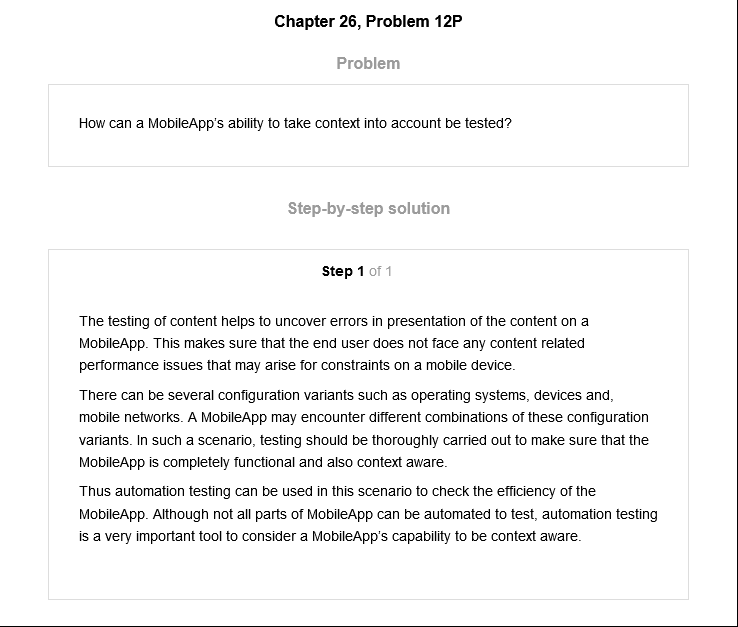 Chapter 26, Problem 12P
Problem
How can a MobileApp's ability to take context into account be tested?
Step-by-step solution
Step 1 of 1
The testing of content helps to uncover errors in presentation of the content on a
MobileApp. This makes sure that the end user does not face any content related
performance issues that may arise for constraints on a mobile device.
There can be several configuration variants such as operating systems, devices and,
mobile networks. A MobileApp may encounter different combinations of these configuration
variants. In such a scenario, testing should be thoroughly carried out to make sure that the
MobileApp is completely functional and also context aware.
Thus automation testing can be used in this scenario to check the efficiency of the
MobileApp. Although not all parts of MobileApp can be automated to test, automation testing
is a very important tool to consider a MobileApp's capability to be context aware.